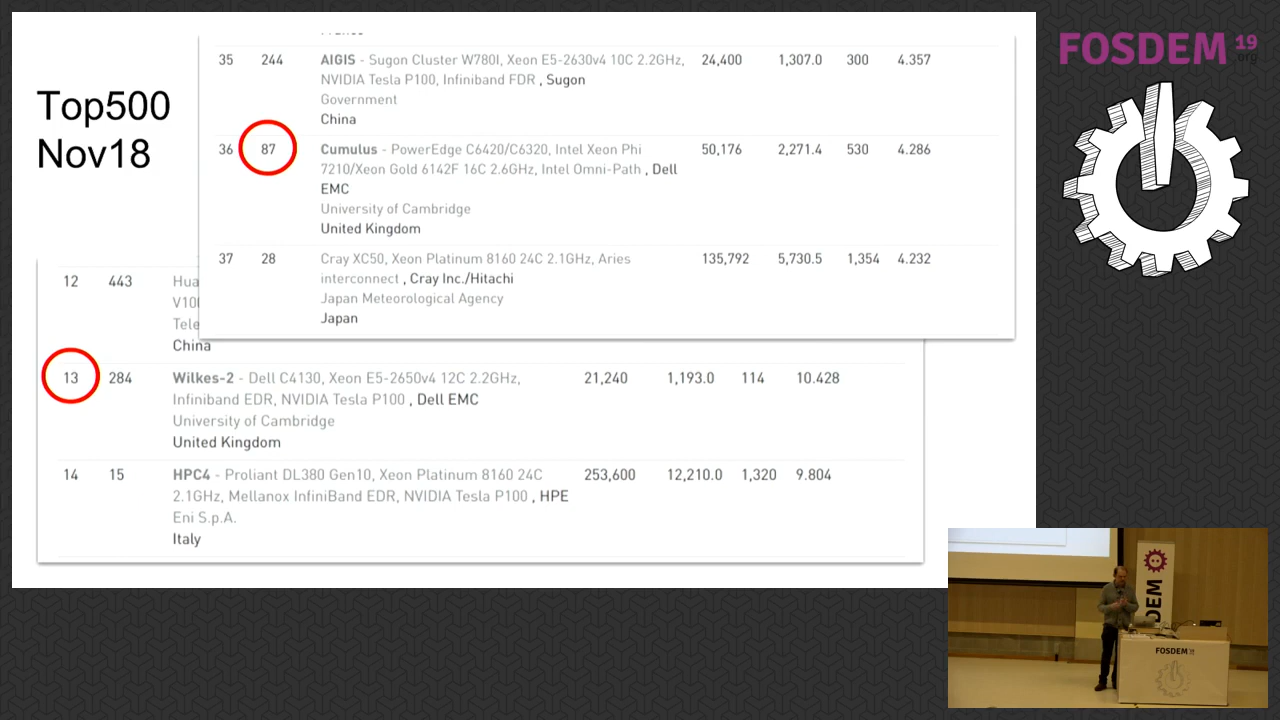 FOSDEM 19
.org
Top500
Nov18
35 244 AIGIS - Sugon Cluster W780I, Xeon E5-2630v4 10C 2.2GHz, 24,400 1,307.0 300 4.357
NVIDIA Tesla P100, Infiniband FDR , Sugon
Government
China
36 87 Cumulus - PowerEdge C6420/C6320, Intel Xeon Phi 50,176 2,271.4 530 4.286
7210/Xeon Gold 6142F 16C 2.6GHz, Intel Omni-Path , Dell
EMC
University of Cambridge
United Kingdom
37 28 Cray XC50, Xeon Platinum 8160 24C 2.1GHz, Aries 135,792 5,730.5 1,354 4.232
interconnect , Cray Inc./Hitachi
Japan Meteorological Agency
Japan
12 443 Hua
V100
Tele
China
13 284 Wilkes-2 - Dell C4130, Xeon E5-2650v4 12C 2.2GHz, 21,240 1,193.0 114 10.428
Infiniband EDR, NVIDIA Tesla P100 , Dell EMC
University of Cambridge
United Kingdom
14 15 HPC4 - Proliant DL380 Gen10, Xeon Platinum 8160 24C 253,600 12,210.0 1,320 9.804
2.1GHz, Mellanox InfiniBand EDR, NVIDIA Tesla P100 , HPE
Eni S.p.A.
Italy
DEM
FOSDEM